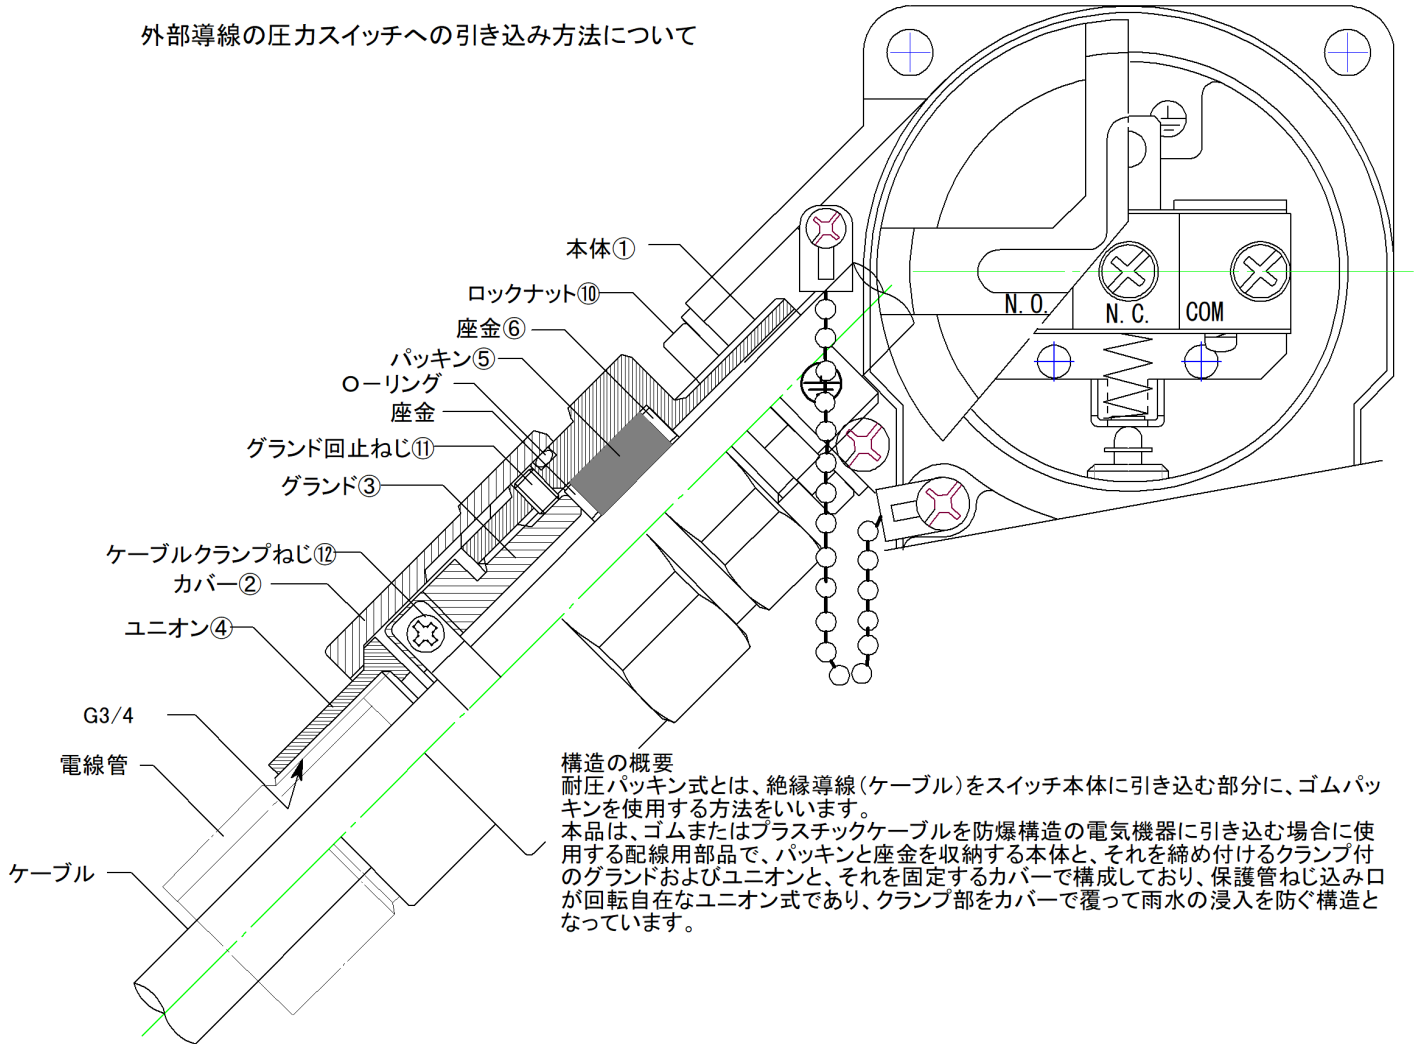 外部導線の圧力スイッチへの引き込み方法について
本体①
ロックナット⑩
座金⑥
パッキン⑤
O－リング
座金
グランド回止ねじ⑪
グランド③
ケーブルクランプねじ⑫
カバー②
ユニオン④
G3/4
電線管
ケーブル
N.O.
N.C.
COM
構造の概要
耐圧パッキン式とは、絶縁導線(ケーブル)をスイッチ本体に引き込む部分に、ゴムパッ
キンを使用する方法をいいます。
本品は、ゴムまたはプラスチックケーブルを防爆構造の電気機器に引き込む場合に使
用する配線用部品で、パッキンと座金を収納する本体と、それを締め付けるクランプ付
のグランドおよびユニオンと、それを固定するカバーで構成しており、保護管ねじ込み口
が回転自在なユニオン式であり、クランプ部をカバーで覆って雨水の浸入を防ぐ構造と
なっています。